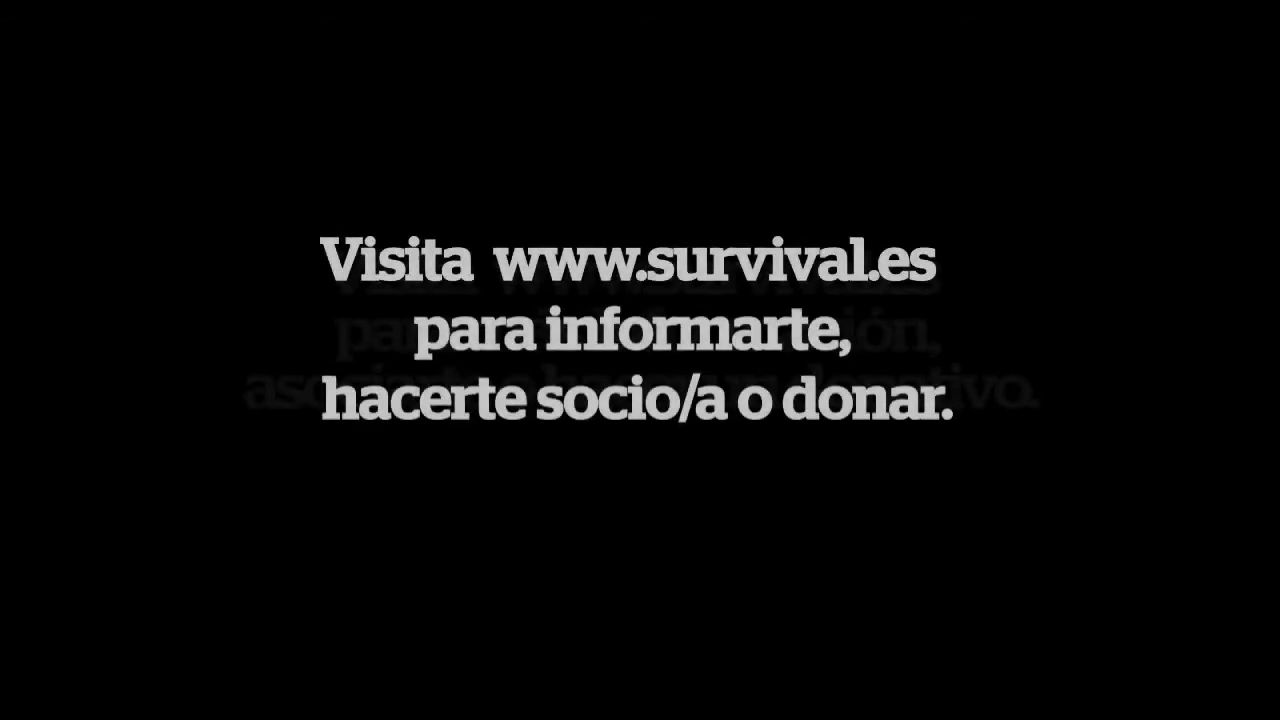 Visita www.survival.es
para informarte,
hacerte socio/a o donar.